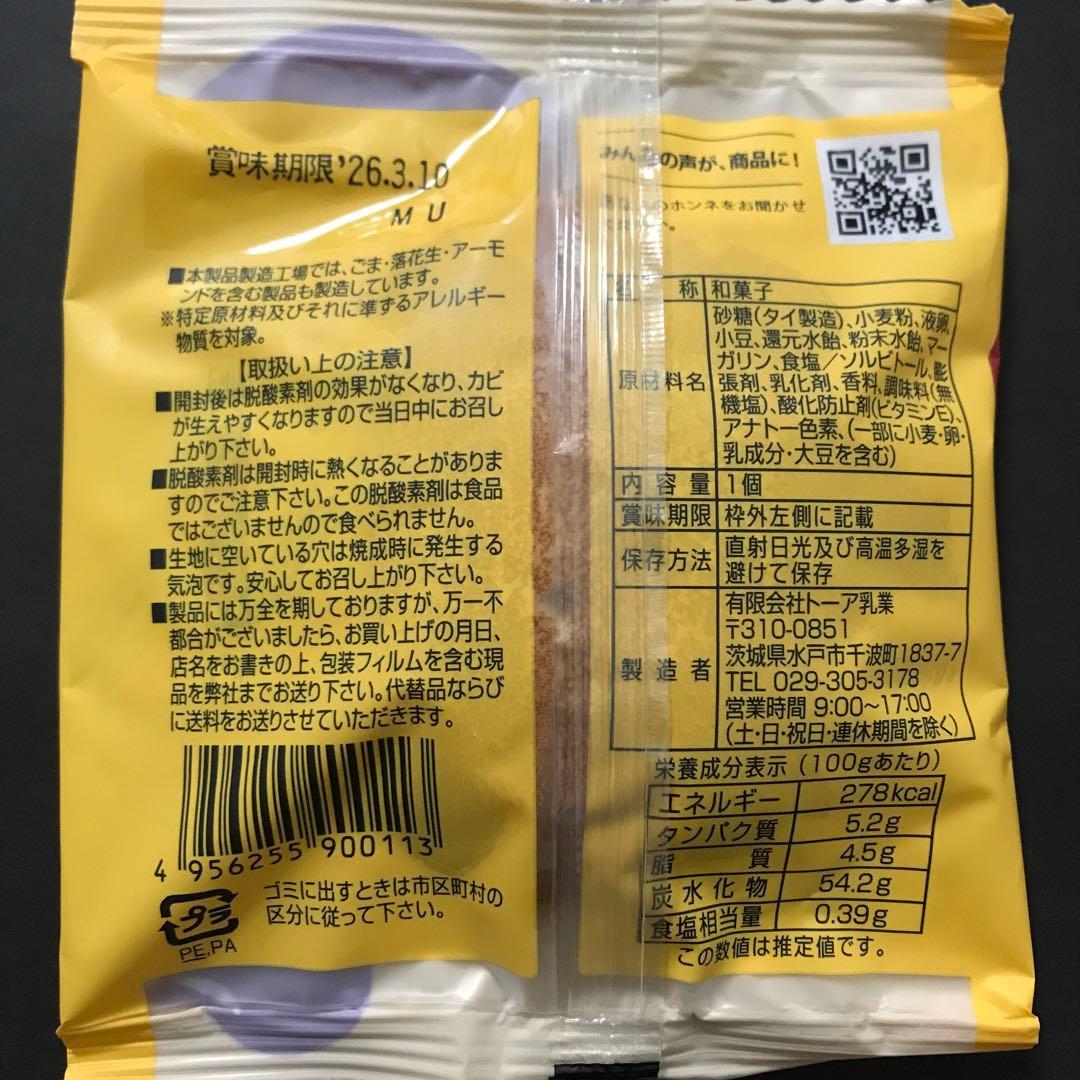 賞味期限 '26.3.10
MU
■本製品製造工場では、ごま・落花生・アーモ
ンドを含む製品も製造しています。
※特定原材料及びそれに準ずるアレルギー
物質を対象。
【取扱い上の注意】
■開封後は脱酸素剤の効果がなくなり、カビ
が生えやすくなりますので当日中にお召し
上がり下さい。
■脱酸素剤は開封時に熱くなることがありま
すのでご注意下さい。この脱酸素剤は食品
ではございませんので食べられません。
■生地に空いている穴は焼成時に発生する
気泡です。安心してお召し上がり下さい。
■製品には万全を期しておりますが、万一不
都合がございましたら、お買い上げの月日、
店名をお書きの上、包装フィルムを含む現
品を弊社までお送り下さい。代替品ならび
に送料をお送りさせていただきます。
4 956255 900113
ゴミに出すときは市区町村の
区分に従って下さい。
プラ
PE,PA
みんなの声が、商品に!
あなたのホンネをお聞かせ
ください。
名称 和菓子
原材料名 砂糖(タイ製造)、小麦粉、液卵、
小豆、還元水飴、粉末水飴、マー
ガリン、食塩/ソルビトール、膨
張剤、乳化剤、香料、調味料(無
機塩)、酸化防止剤(ビタミンE)、
アナトー色素、(一部に小麦・卵・
乳成分・大豆を含む)
内容量 1個
賞味期限 枠外左側に記載
保存方法 直射日光及び高温多湿を
避けて保存
製造者 有限会社トーア乳業
〒310-0851
茨城県水戸市千波町1837-7
TEL 029-305-3178
営業時間 9:00〜17:00
(土・日・祝日・連休期間を除く)
栄養成分表示 (100gあたり)
エネルギー 278kcal
タンパク質 5.2g
脂質 4.5g
炭水化物 54.2g
食塩相当量 0.39g
この数値は推定値です。